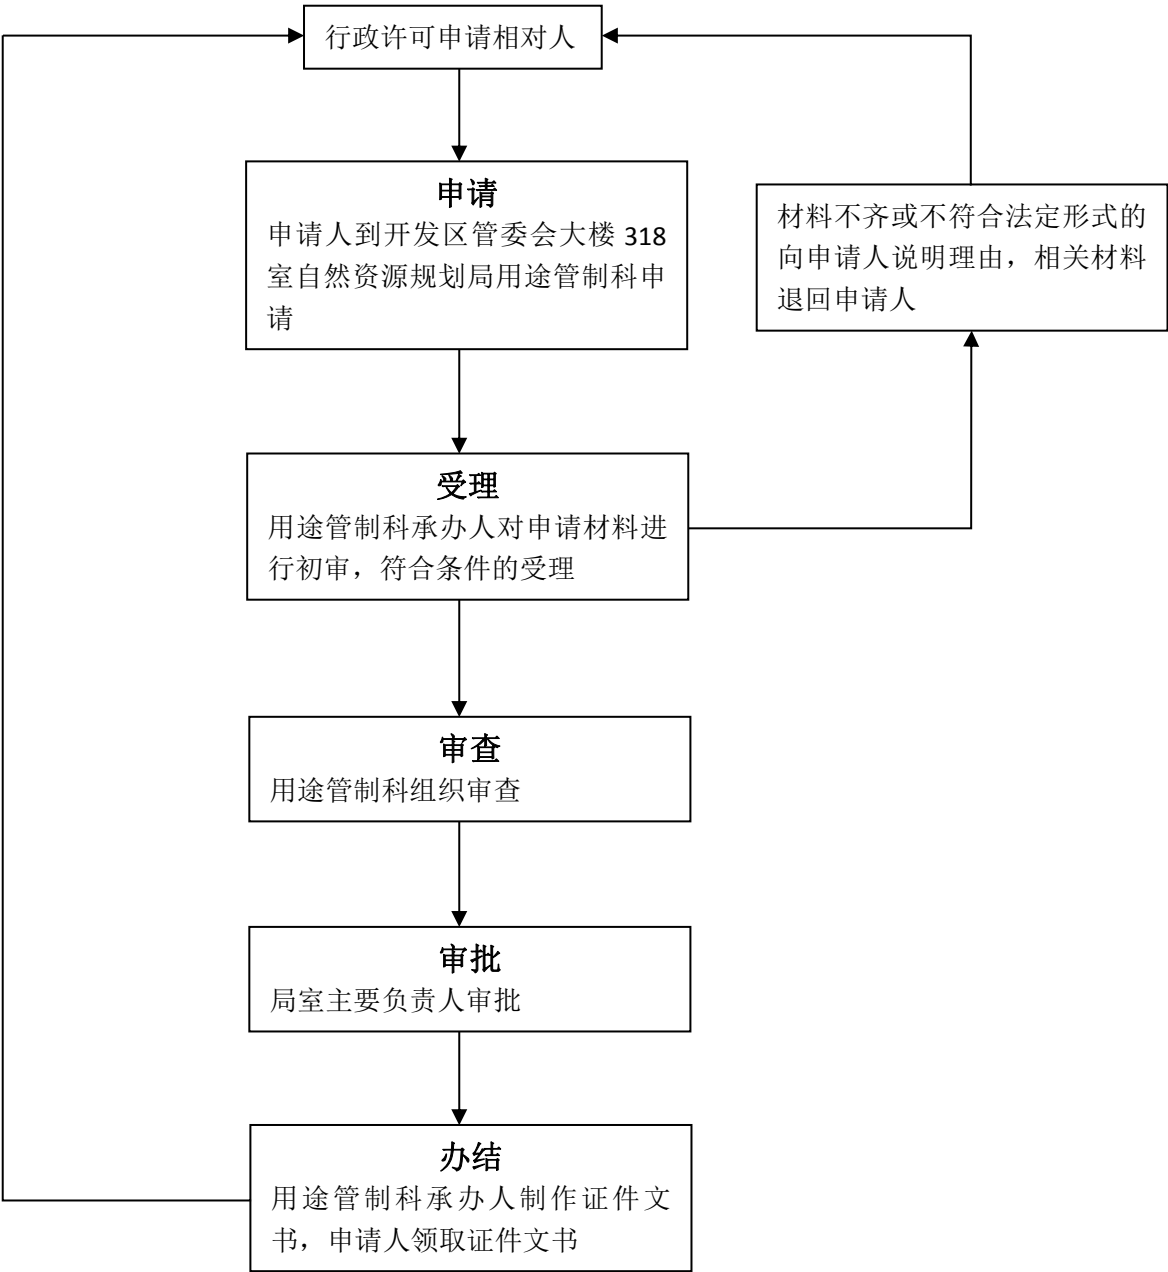 行政许可申请相对人
申请
申请人到开发区管委会大楼 318
室自然资源规划局用途管制科申
请
材料不齐或不符合法定形式的
向申请人说明理由，相关材料
退回申请人
受理
用途管制科承办人对申请材料进
行初审，符合条件的受理
审查
用途管制科组织审查
审批
局室主要负责人审批
办结
用途管制科承办人制作证件文
书，申请人领取证件文书